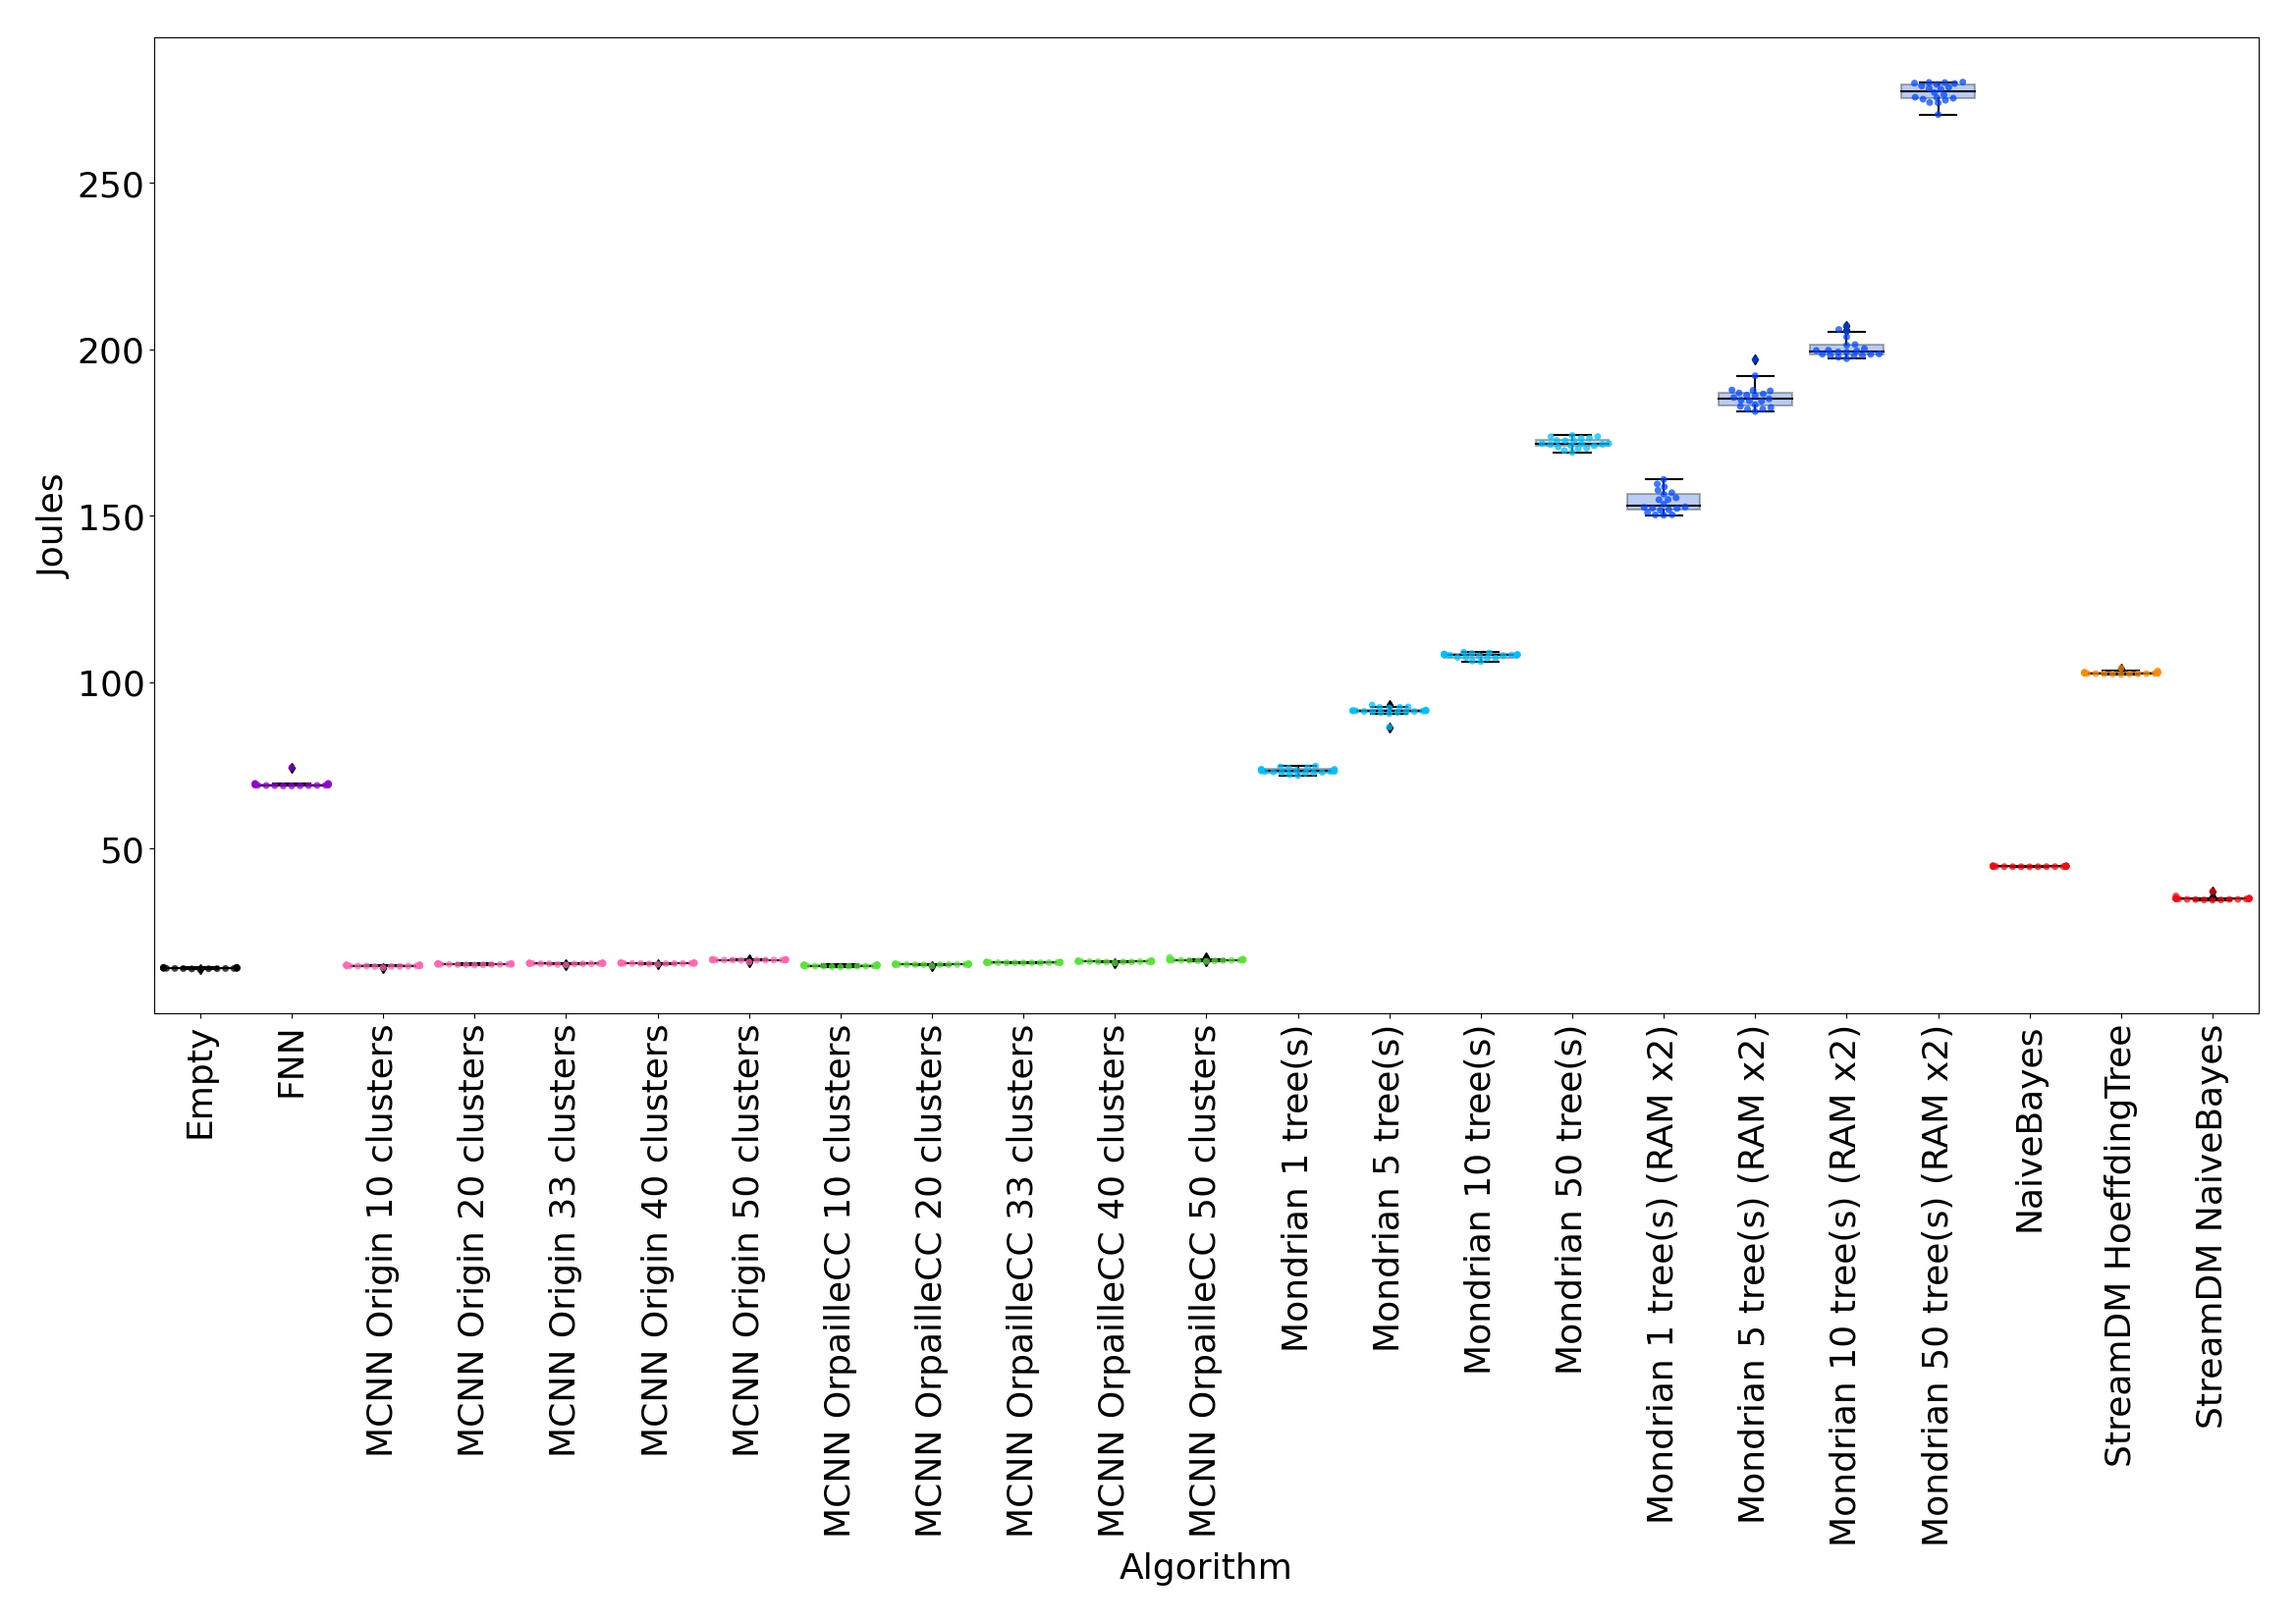 250
200
150
100
50
Joules
Empty
FNN
MCNN Origin 10 clusters
MCNN Origin 20 clusters
MCNN Origin 33 clusters
MCNN Origin 40 clusters
MCNN Origin 50 clusters
MCNN OrpailleCC 10 clusters
MCNN OrpailleCC 20 clusters
MCNN OrpailleCC 33 clusters
MCNN OrpailleCC 40 clusters
MCNN OrpailleCC 50 clusters
Mondrian 1 tree(s)
Mondrian 5 tree(s)
Mondrian 10 tree(s)
Mondrian 50 tree(s)
Mondrian 1 tree(s) (RAM x2)
Mondrian 5 tree(s) (RAM x2)
Mondrian 10 tree(s) (RAM x2)
Mondrian 50 tree(s) (RAM x2)
NaiveBayes
StreamDM HoeffdingTree
StreamDM NaiveBayes
Algorithm